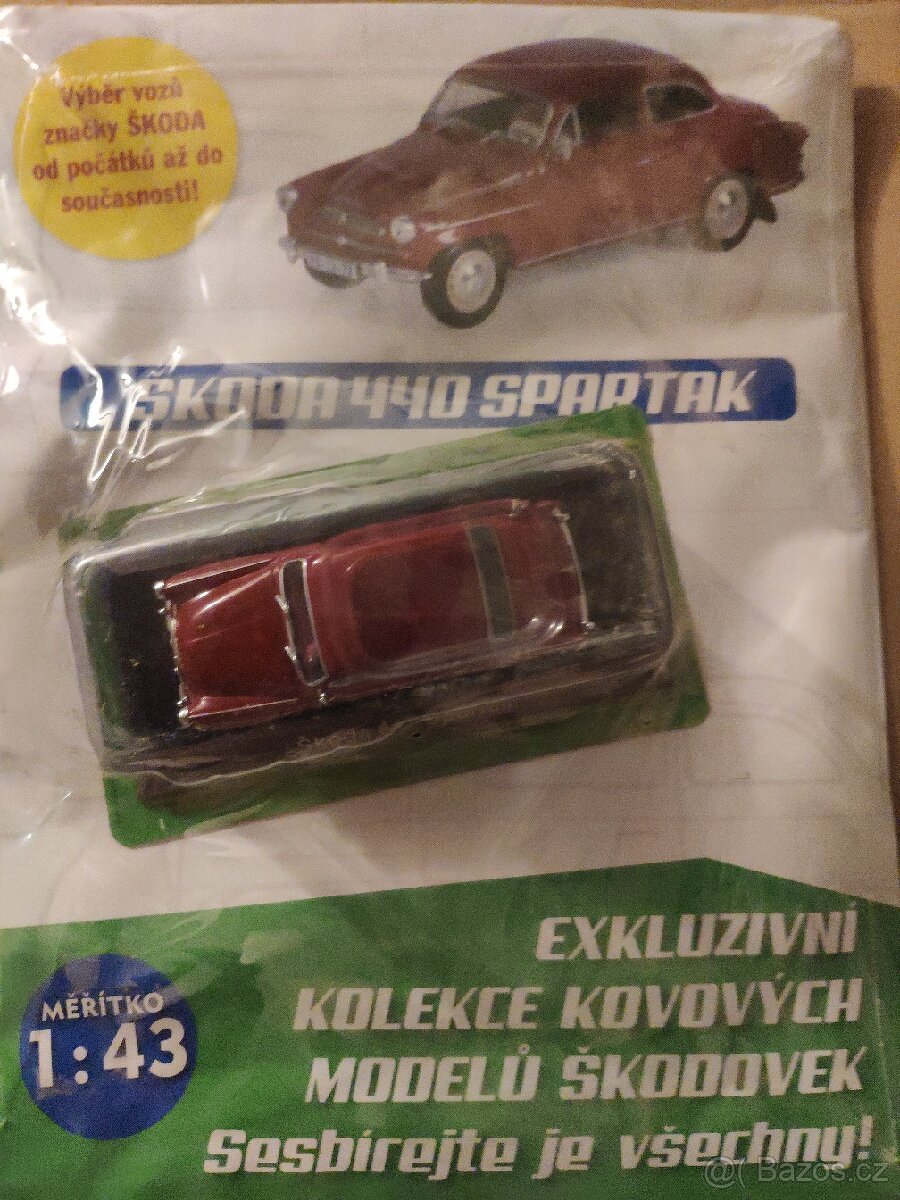 Výběr vozů
značky ŠKODA
od počátků až do
současnosti!
ŠKODA 440 SPARTAK
EXKLUZIVNÍ
KOLEKCE KOVOVÝCH
MODELŮ ŠKODOVEK
Sesbírejte je všechny!
MĚŘÍTKO
1:43
Bazos.cz